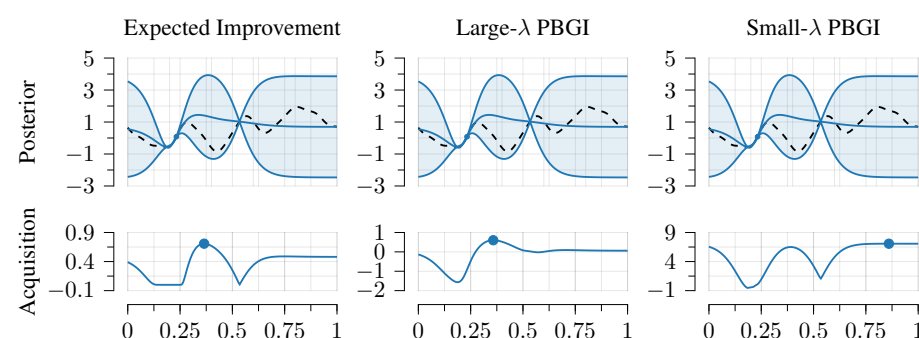 Expected Improvement Large-λ PBGI Small-λ PBGI
Posterior
5 3 1 −1 −3
5 3 1 −1 −3
5 3 1 −1 −3
Acquisition
0.9 0.4 −0.1
1 0 −1 −2
9 4 −1
0 0.25 0.5 0.75 1 0 0.25 0.5 0.75 1 0 0.25 0.5 0.75 1